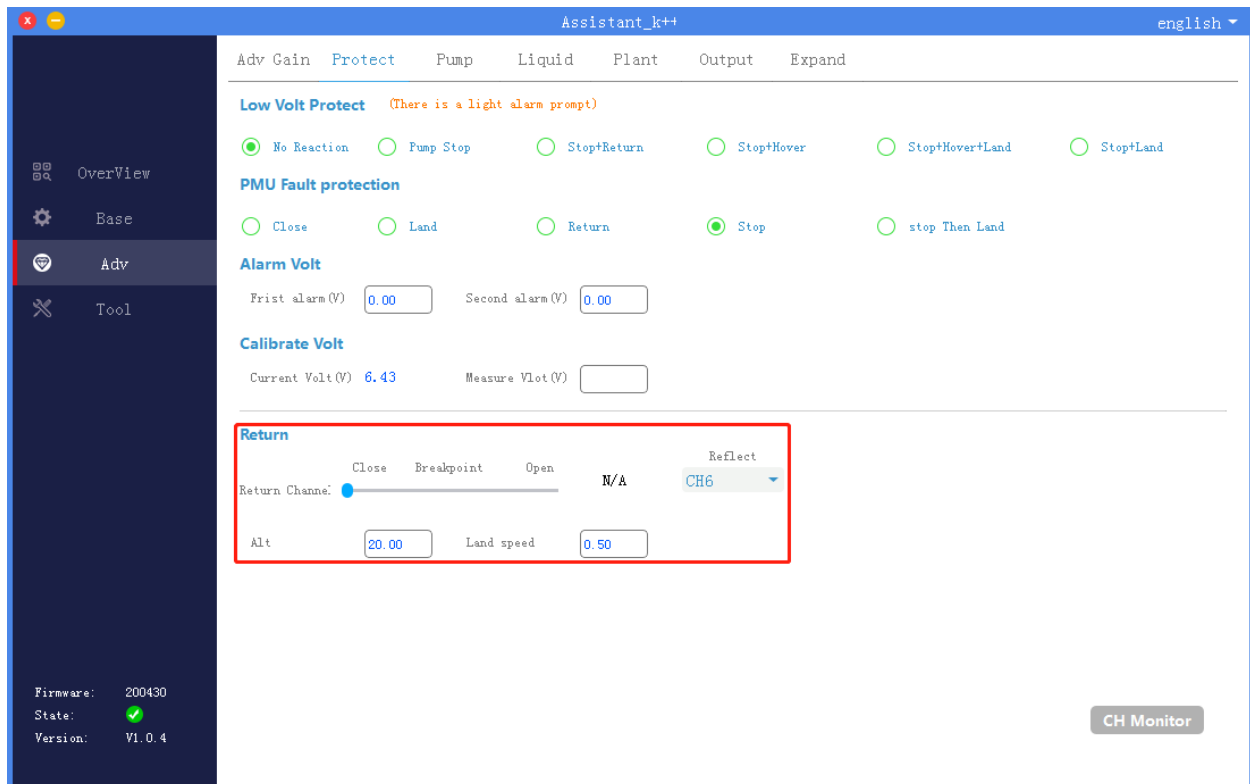 x Assistant_k++ english
Adv Gain Protect Pump Liquid Plant Output Expand
Low Volt Protect (There is a light alarm prompt)
No Reaction Pump Stop Stop+Return Stop+Hover Stop+Hover+Land Stop+Land
OverView
PMU Fault protection
Base
Close Land Return Stop stop Then Land
Adv
Alarm Volt
Frist alarm(V) 0.00 Second alarm(V) 0.00
Tool
Calibrate Volt
Current Volt(V) 6.43 Measure Vlot(V)
Return
Close Breakpoint Open Reflect
Return Channel N/A CH6
Alt 20.00 Land speed 0.50
Firmware: 200430
State:
Version: V1.0.4
CH Monitor